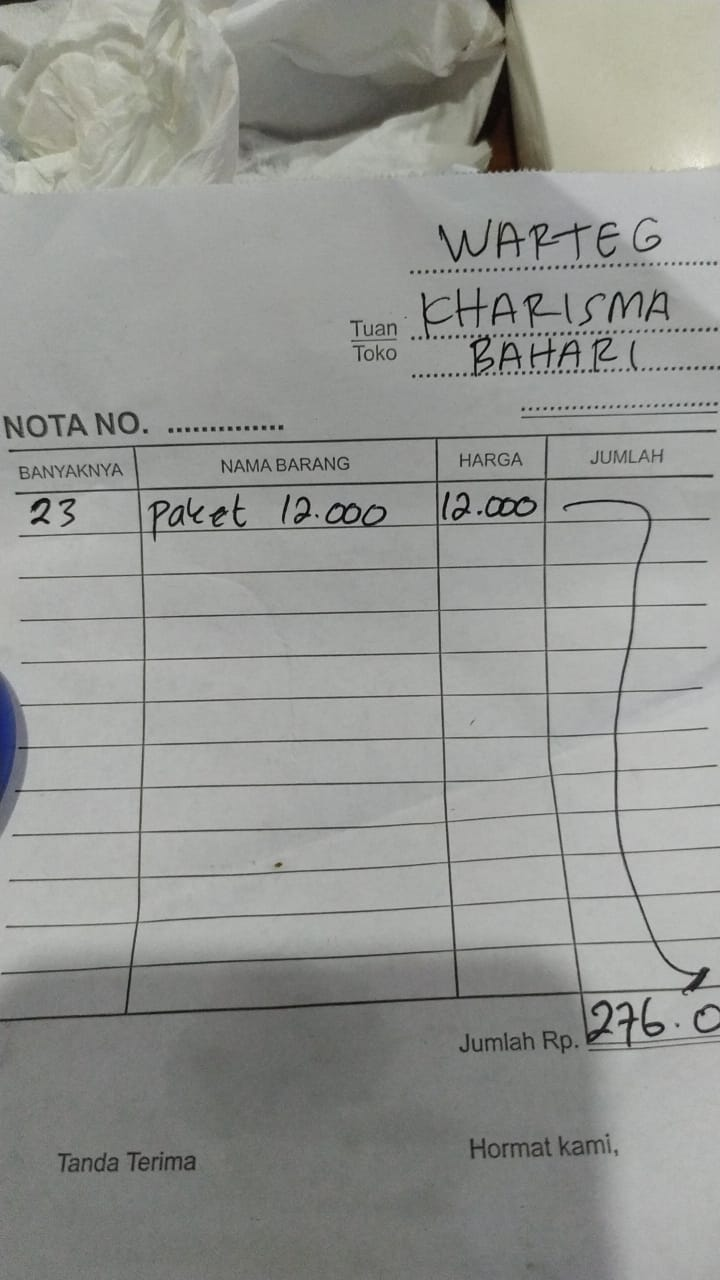 WARTEG
Tuan KHARISMA
Toko BAHARI
NOTA NO. ...............
BANYAKNYA NAMA BARANG HARGA JUMLAH
23 Paket 12.000 12.000
Jumlah Rp. 276.0
Tanda Terima Hormat kami,